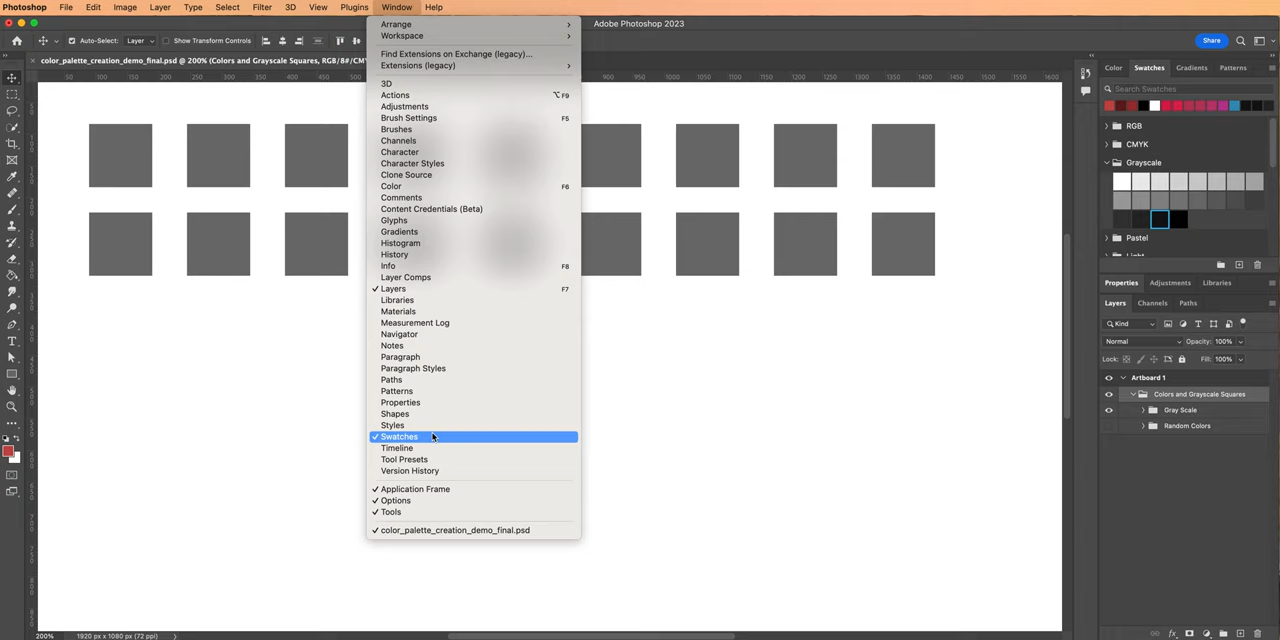 Photoshop File Edit Image Layer Type Select Filter 3D View Plugins Window Help
Adobe Photoshop 2023
Auto-Select: Layer Show Transform Controls Share
color_palette_creation_demo_final.psd @ 200% (Colors and Grayscale Squares, RGB/8#/CM
50 100 150 200 250 300 350 900 950 1000 1050 1100 1150 1200 1250 1300 1350 1400 1450 1500 1550 1600
Arrange
Workspace
Find Extensions on Exchange (legacy)...
Extensions (legacy)
3D
Actions ⌥ F9
Adjustments
Brush Settings F5
Brushes
Channels
Character
Character Styles
Clone Source
Color F6
Comments
Content Credentials (Beta)
Glyphs
Gradients
Histogram
History
Info F8
Layer Comps
Layers F7
Libraries
Materials
Measurement Log
Navigator
Notes
Paragraph
Paragraph Styles
Paths
Patterns
Properties
Shapes
Styles
Swatches
Timeline
Tool Presets
Version History
Application Frame
Options
Tools
color_palette_creation_demo_final.psd
Color Swatches Gradients Patterns
Search Swatches
RGB
CMYK
Grayscale
Pastel
Light
Properties Adjustments Libraries
Layers Channels Paths
Kind
Normal Opacity: 100%
Lock: Fill: 100%
Artboard 1
Colors and Grayscale Squares
Gray Scale
Random Colors
200% 1920 px x 1080 px (72 ppi)